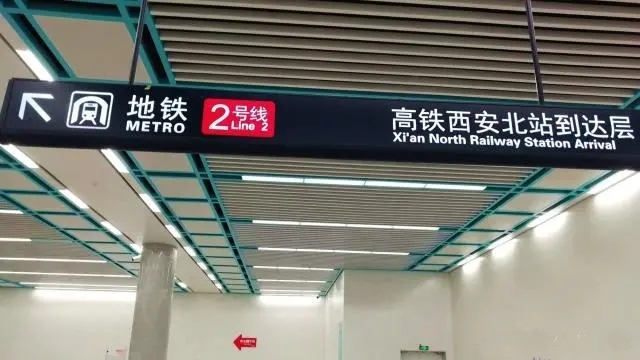 地铁
METRO
2号线
Line 2
高铁西安北站到达层
Xi'an North Railway Station Arrival